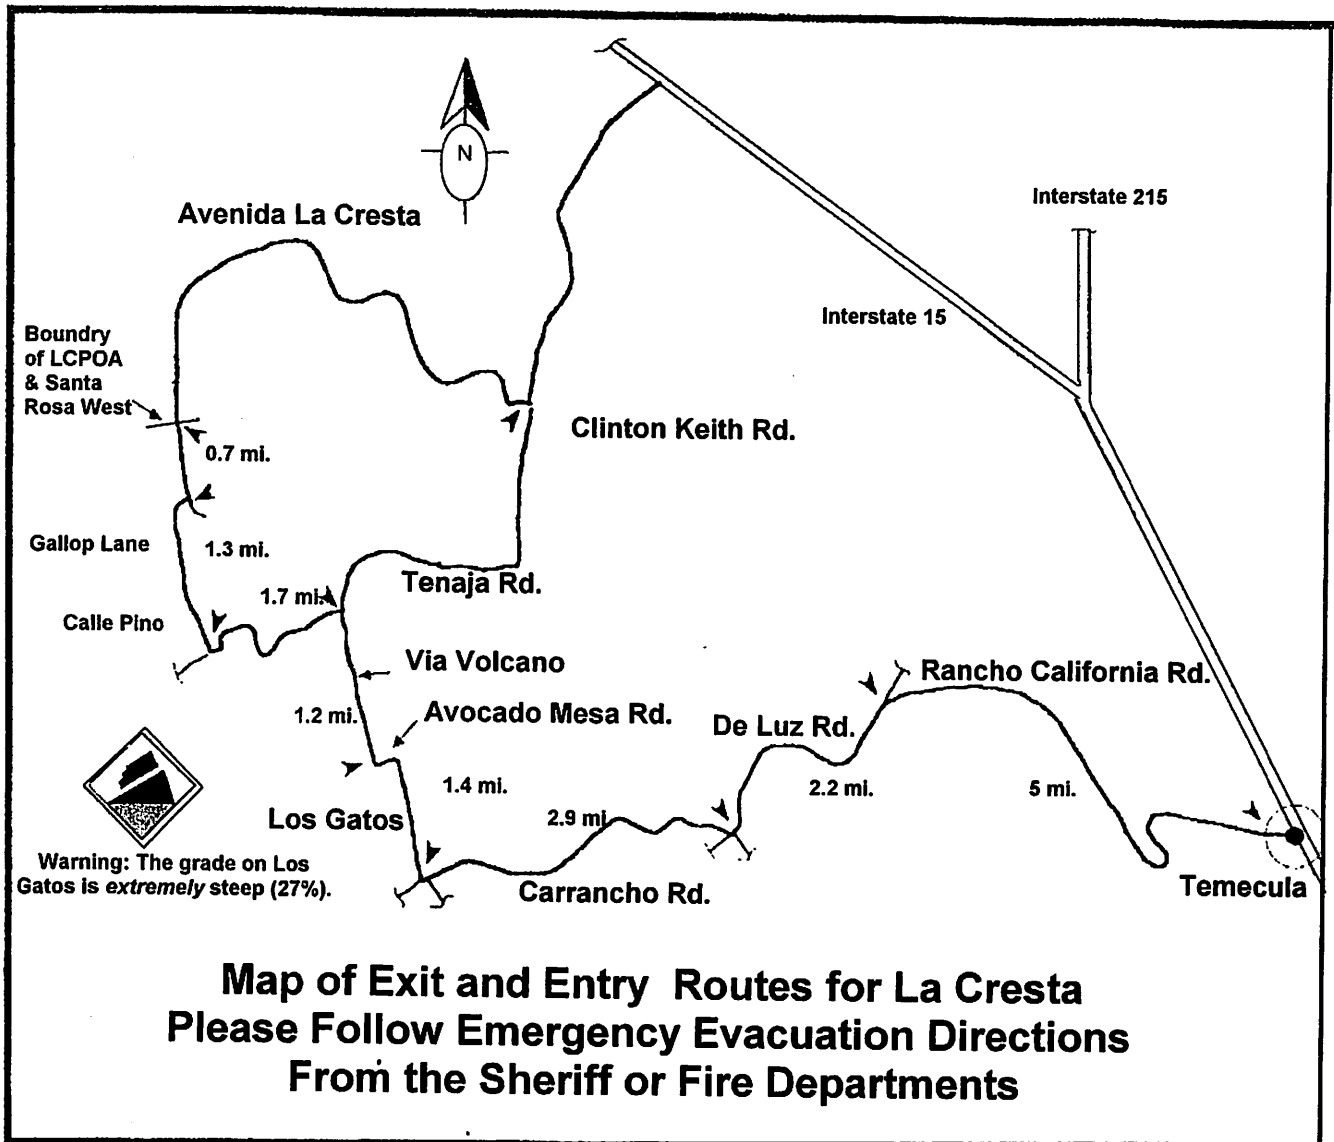 N
Interstate 215
Avenida La Cresta
Interstate 15
Boundry
of LCPOA
& Santa
Rosa West
Clinton Keith Rd.
0.7 mi.
Gallop Lane
1.3 mi.
Tenaja Rd.
1.7 mi.
Calle Pino
Via Volcano
Rancho California Rd.
1.2 mi.
Avocado Mesa Rd.
De Luz Rd.
1.4 mi.
2.2 mi.
5 mi.
Los Gatos
2.9 mi.
Warning: The grade on Los
Gatos is extremely steep (27%).
Carrancho Rd.
Temecula
Map of Exit and Entry Routes for La Cresta
Please Follow Emergency Evacuation Directions
From the Sheriff or Fire Departments